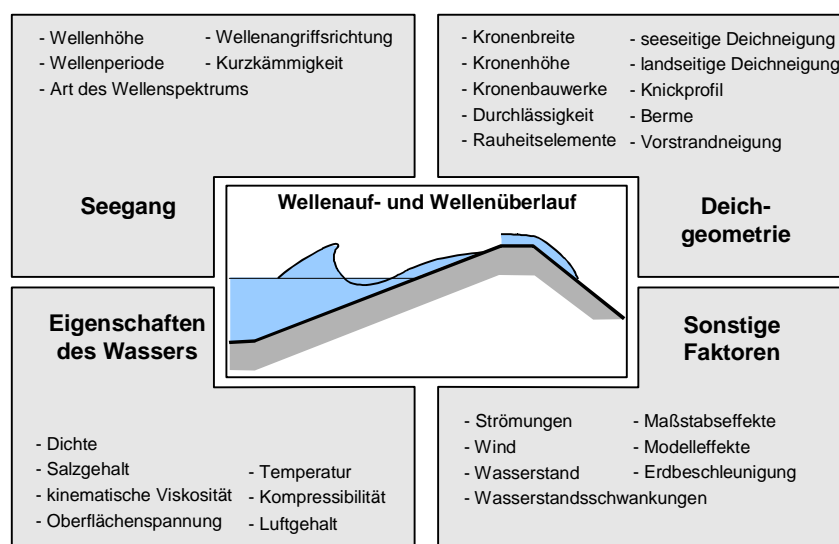 - Wellenhöhe - Wellenangriffsrichtung
- Wellenperiode - Kurzkämmigkeit
- Art des Wellenspektrums
Seegang
- Kronenbreite - seeseitige Deichneigung
- Kronenhöhe - landseitige Deichneigung
- Kronenbauwerke - Knickprofil
- Durchlässigkeit - Berme
- Rauheitselemente - Vorstrandneigung
Deich-
geometrie
Wellenauf- und Wellenüberlauf
Eigenschaften
des Wassers
- Dichte
- Salzgehalt - Temperatur
- kinematische Viskosität - Kompressibilität
- Oberflächenspannung - Luftgehalt
Sonstige
Faktoren
- Strömungen - Maßstabseffekte
- Wind - Modelleffekte
- Wasserstand - Erdbeschleunigung
- Wasserstandsschwankungen